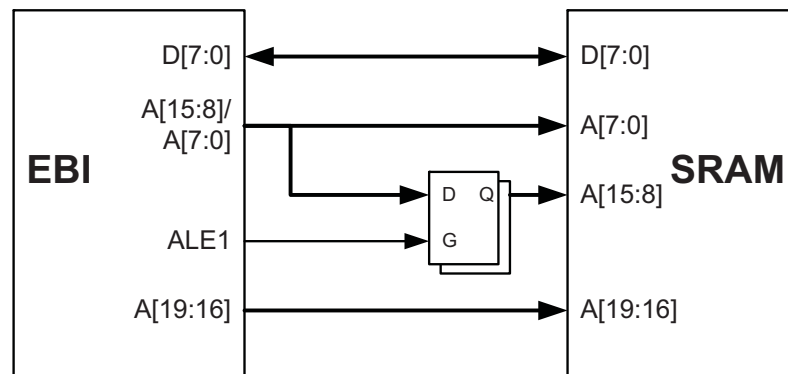 D[7:0]
D[7:0]
A[15:8]/
A[7:0]
A[7:0]
EBI
SRAM
D
Q
A[15:8]
ALE1
G
A[19:16]
A[19:16]